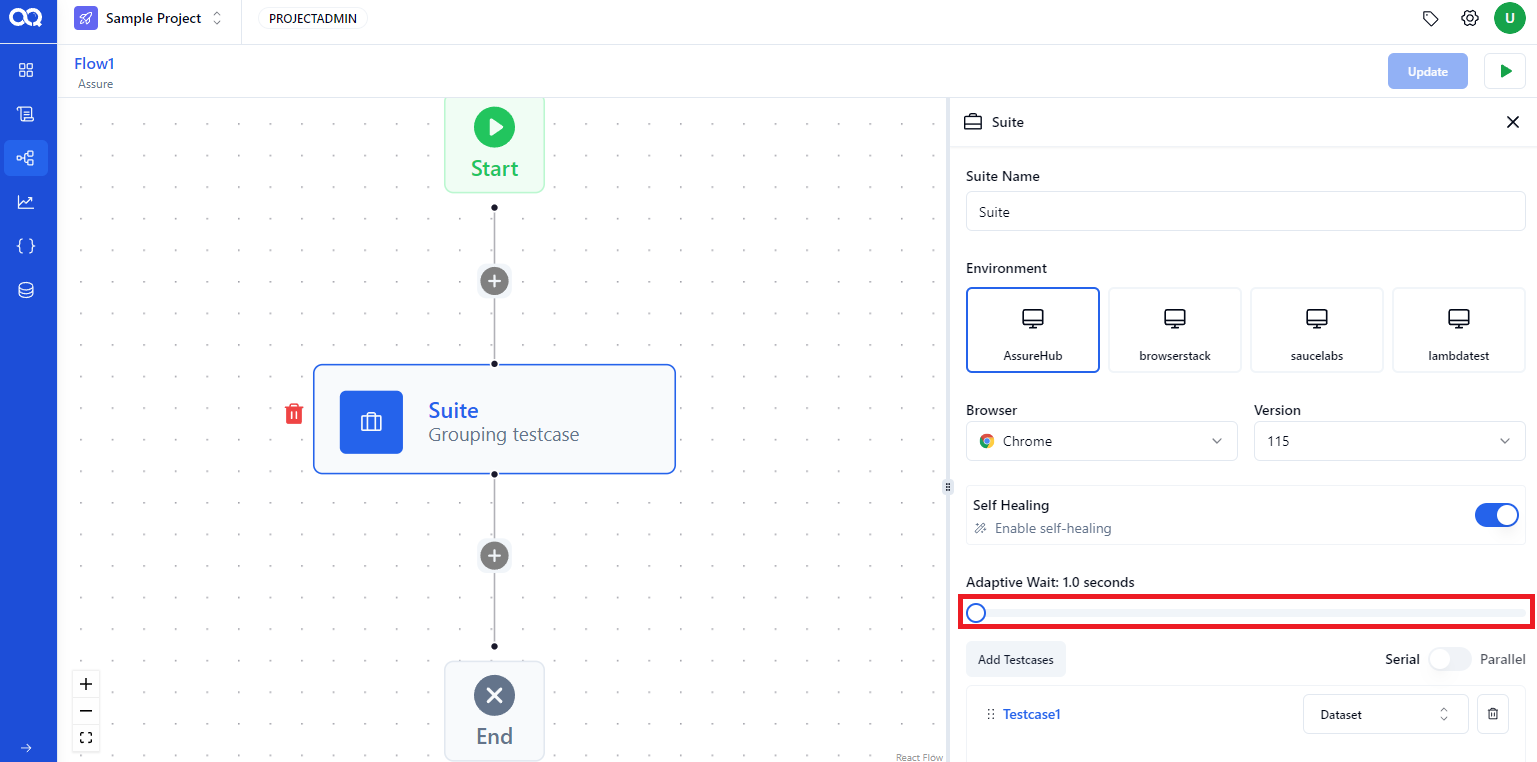 Sample Project
PROJECTADMIN
U
Flow1
Assure
Update
Start
Suite
Grouping testcase
End
React Flow
Suite
Suite Name
Suite
Environment
AssureHub browserstack saucelabs lambdatest
Browser Version
Chrome 115
Self Healing
Enable self-healing
Adaptive Wait: 1.0 seconds
Add Testcases Serial Parallel
Testcase1 Dataset